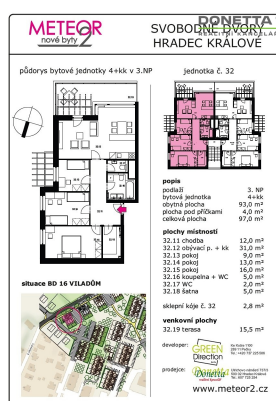 METEOR 2
nové byty
SVOBODNÉ DVORY
HRADEC KRÁLOVÉ
DONETTA
REALITNÍ KANCELÁŘ
půdorys bytové jednotky 4+kk v 3.NP
jednotka č. 32
popis
podlaží 3. NP
bytová jednotka 4+kk
obytná plocha 93,0 m²
plocha pod příčkami 4,0 m²
celková plocha 97,0 m²
plochy místností
32.11 chodba 12,0 m²
32.12 obývací p. + kk 31,0 m²
32.13 pokoj 9,0 m²
32.14 pokoj 13,0 m²
32.15 pokoj 16,0 m²
32.16 koupelna + WC 5,0 m²
32.17 WC 2,0 m²
32.18 šatna 5,0 m²
sklepní kóje č. 32 2,8 m²
venkovní plochy
32.19 terasa 15,5 m²
situace BD 16 VILADŮM
developer:
GREEN
Direction
prodejce:
Donetta
www.meteor2.cz